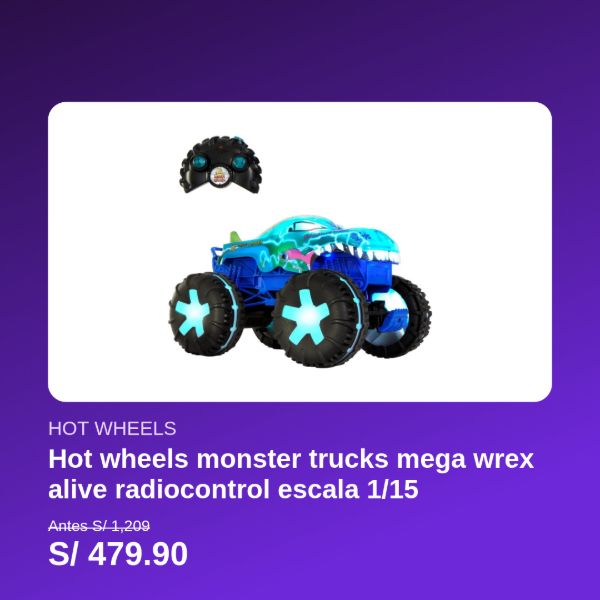 HOT WHEELS
Hot wheels monster trucks mega wrex
alive radiocontrol escala 1/15
Antes S/ 1,209
S/ 479.90